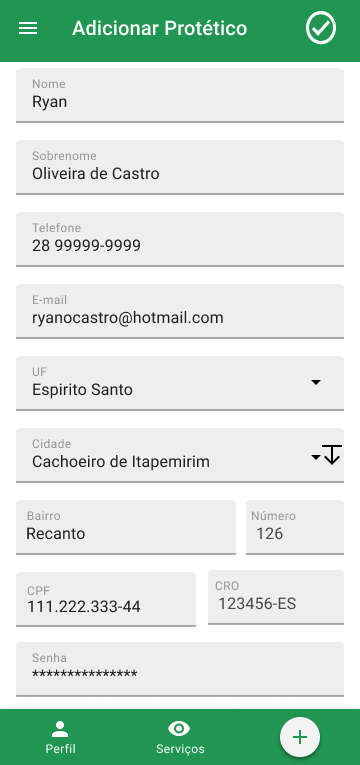 Adicionar Protético
Nome
Ryan
Sobrenome
Oliveira de Castro
Telefone
28 99999-9999
E-mail
ryanocastro@hotmail.com
UF
Espirito Santo
Cidade
Cachoeiro de Itapemirim
Bairro
Recanto
Número
126
CPF
111.222.333-44
CRO
123456-ES
Senha
***************
Perfil
Serviços